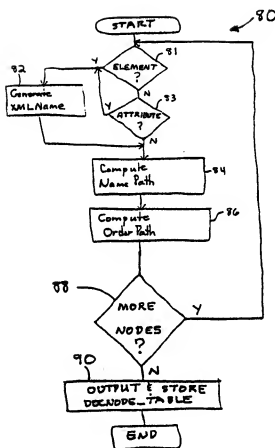 80
START
81
ELEMENT
?
Y
82
N
Generate
XMLName
83
Y
ATTRIBUTE
?
N
Compute
Name Path
84
Compute
Order Path
86
88
MORE
NODES
?
Y
N
90
OUTPUT & STORE
DOCNODE_TABLE
END